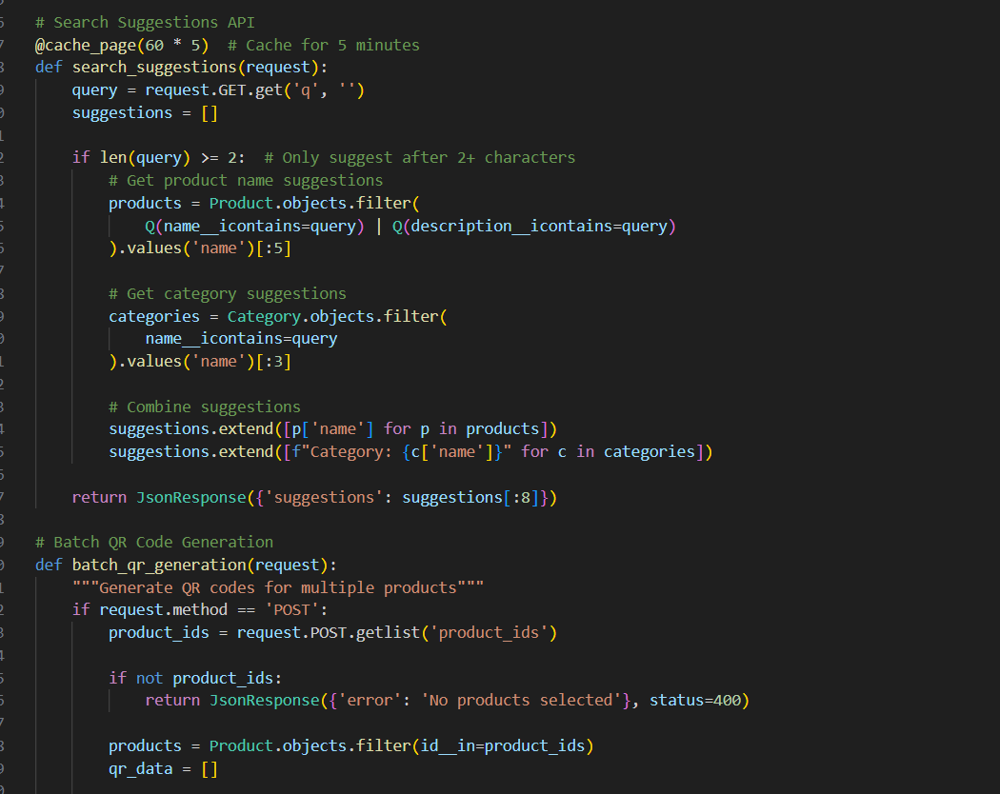 # Search Suggestions API
@cache_page(60 * 5)  # Cache for 5 minutes
def search_suggestions(request):
    query = request.GET.get('q', '')
    suggestions = []

    if len(query) >= 2:  # Only suggest after 2+ characters
        # Get product name suggestions
        products = Product.objects.filter(
            Q(name__icontains=query) | Q(description__icontains=query)
        ).values('name')[:5]

        # Get category suggestions
        categories = Category.objects.filter(
            name__icontains=query
        ).values('name')[:3]

        # Combine suggestions
        suggestions.extend([p['name'] for p in products])
        suggestions.extend([f"Category: {c['name']}" for c in categories])

    return JsonResponse({'suggestions': suggestions[:8]})

# Batch QR Code Generation
def batch_qr_generation(request):
    """Generate QR codes for multiple products"""
    if request.method == 'POST':
        product_ids = request.POST.getlist('product_ids')

        if not product_ids:
            return JsonResponse({'error': 'No products selected'}, status=400)

        products = Product.objects.filter(id__in=product_ids)
        qr_data = []